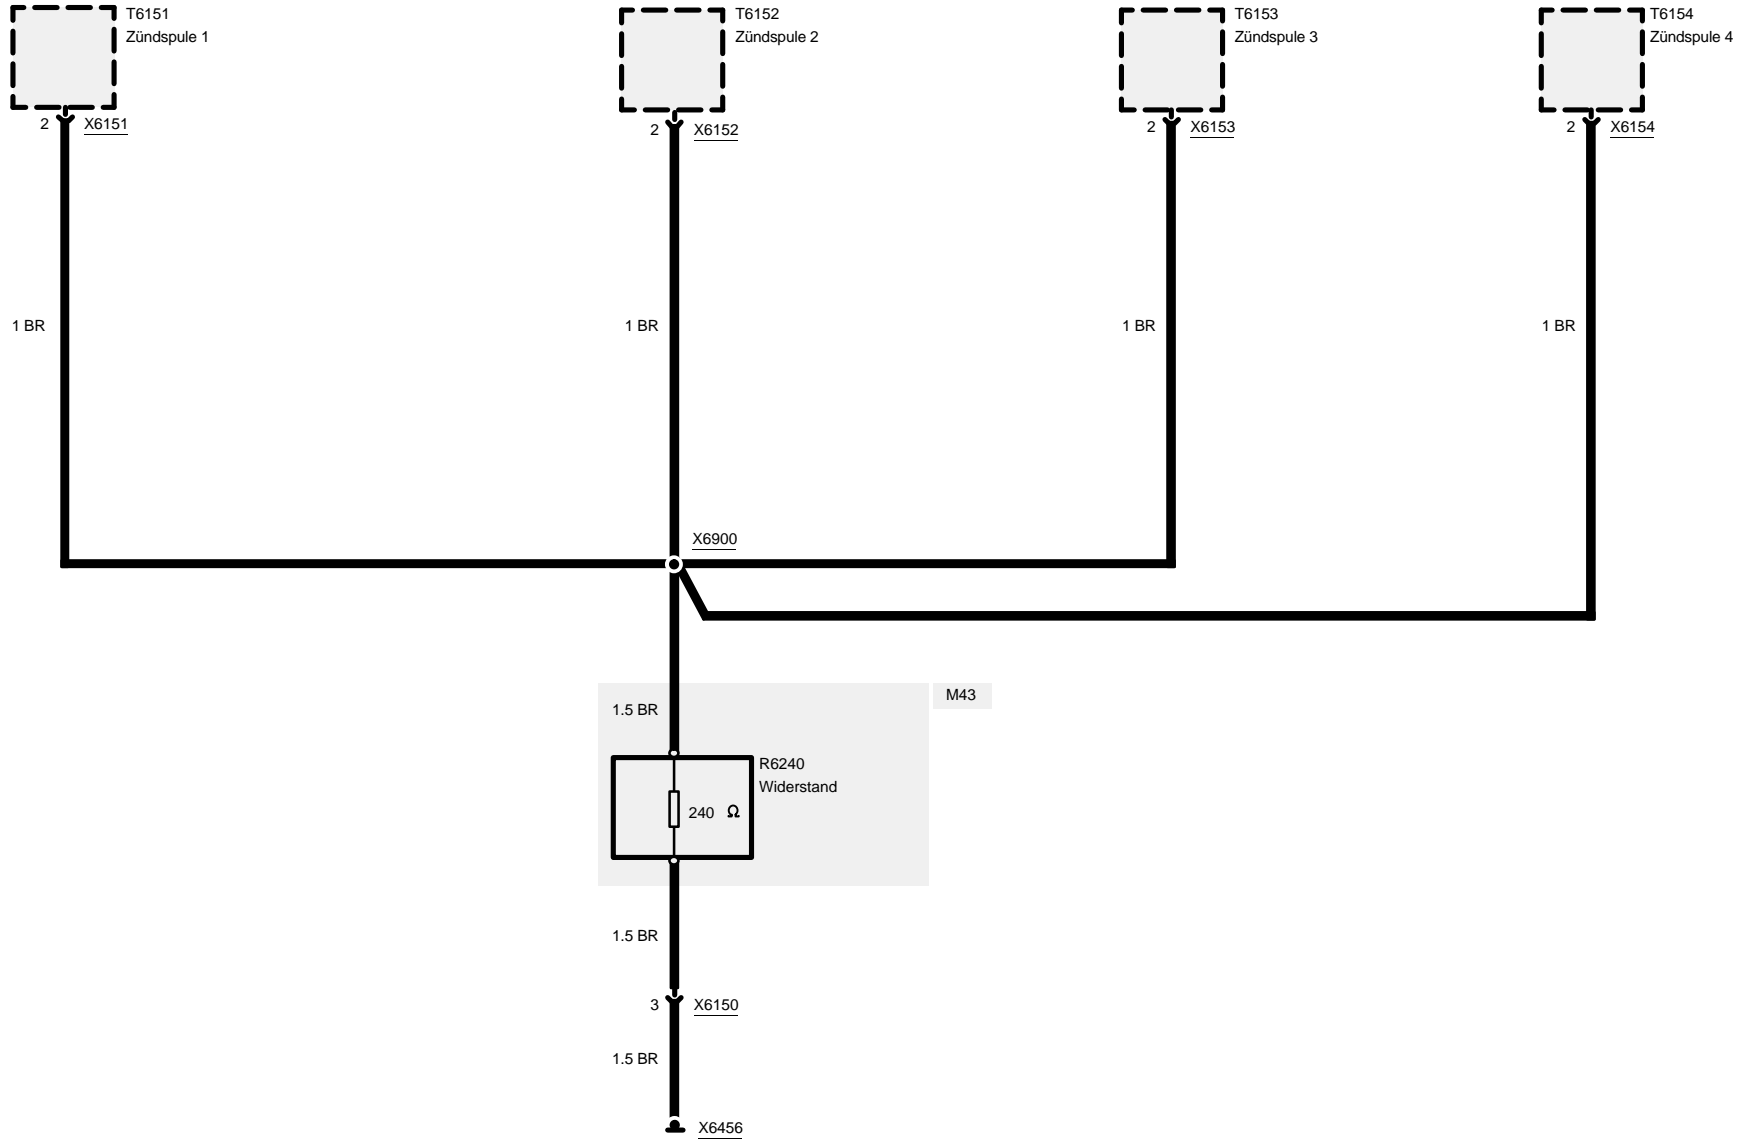 T6151
Zündspule 1
T6152
Zündspule 2
T6153
Zündspule 3
T6154
Zündspule 4
2 X6151
2 X6152
2 X6153
2 X6154
1 BR
1 BR
1 BR
1 BR
X6900
M43
1.5 BR
R6240
Widerstand
240 Ω
1.5 BR
3 X6150
1.5 BR
X6456